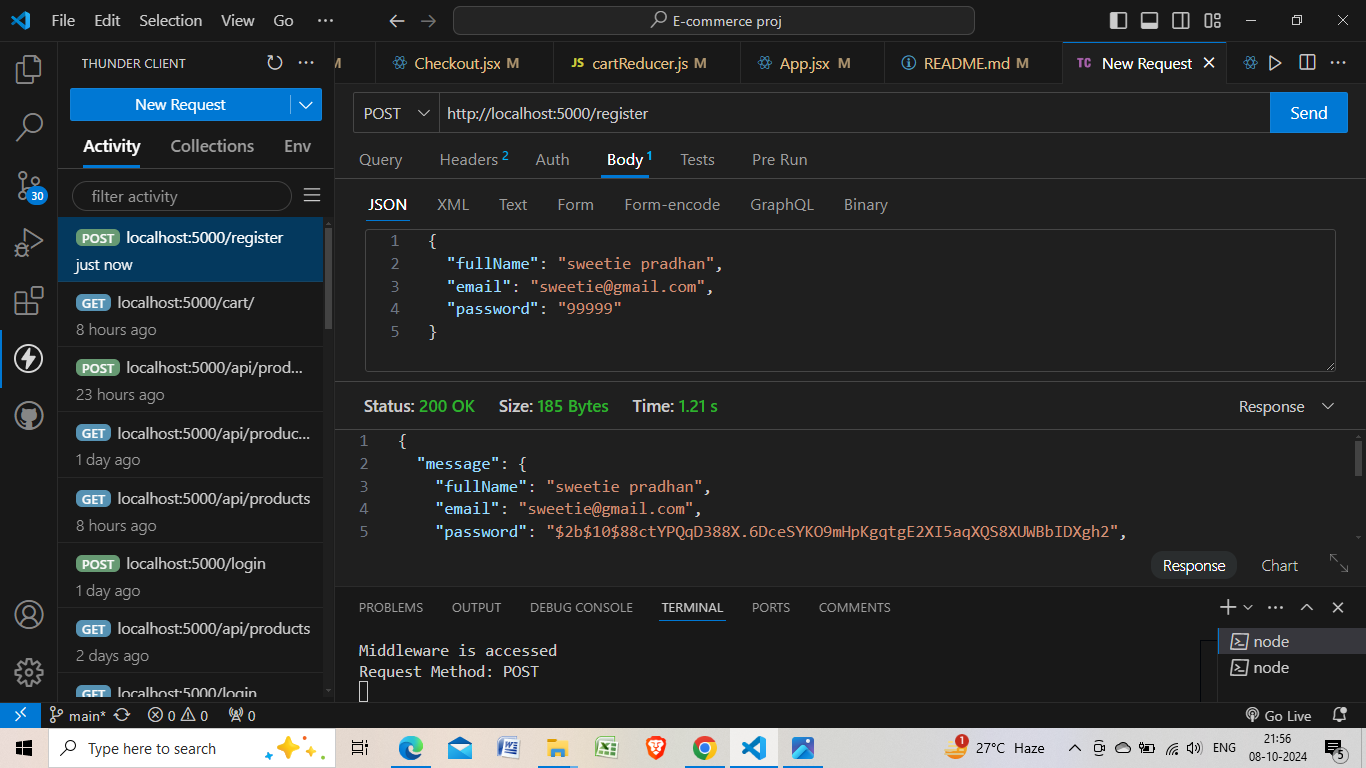 File Edit Selection View Go ···
E-commerce proj
THUNDER CLIENT
New Request
Activity Collections Env
filter activity
POST localhost:5000/register
just now
GET localhost:5000/cart/
8 hours ago
POST localhost:5000/api/prod...
23 hours ago
GET localhost:5000/api/produc...
1 day ago
GET localhost:5000/api/products
8 hours ago
POST localhost:5000/login
1 day ago
GET localhost:5000/api/products
2 days ago
GET localhost:5000/login
30
M Checkout.jsx M JS cartReducer.js M App.jsx M README.md M TC New Request
POST http://localhost:5000/register Send
Query Headers 2 Auth Body 1 Tests Pre Run
JSON XML Text Form Form-encode GraphQL Binary
1 {
2 "fullName": "sweetie pradhan",
3 "email": "sweetie@gmail.com",
4 "password": "99999"
5 }
Status: 200 OK Size: 185 Bytes Time: 1.21 s Response
1 {
2 "message": {
3 "fullName": "sweetie pradhan",
4 "email": "sweetie@gmail.com",
5 "password": "$2b$10$88ctYPQqD388X.6DceSYKO9mHpKgqtgE2XI5aqXQS8XUWBbIDXgh2",
Response Chart
PROBLEMS OUTPUT DEBUG CONSOLE TERMINAL PORTS COMMENTS
Middleware is accessed
Request Method: POST
node
node
main* 0 0 0 Go Live
Type here to search
1 27°C Haze ENG 21:56
08-10-2024 5